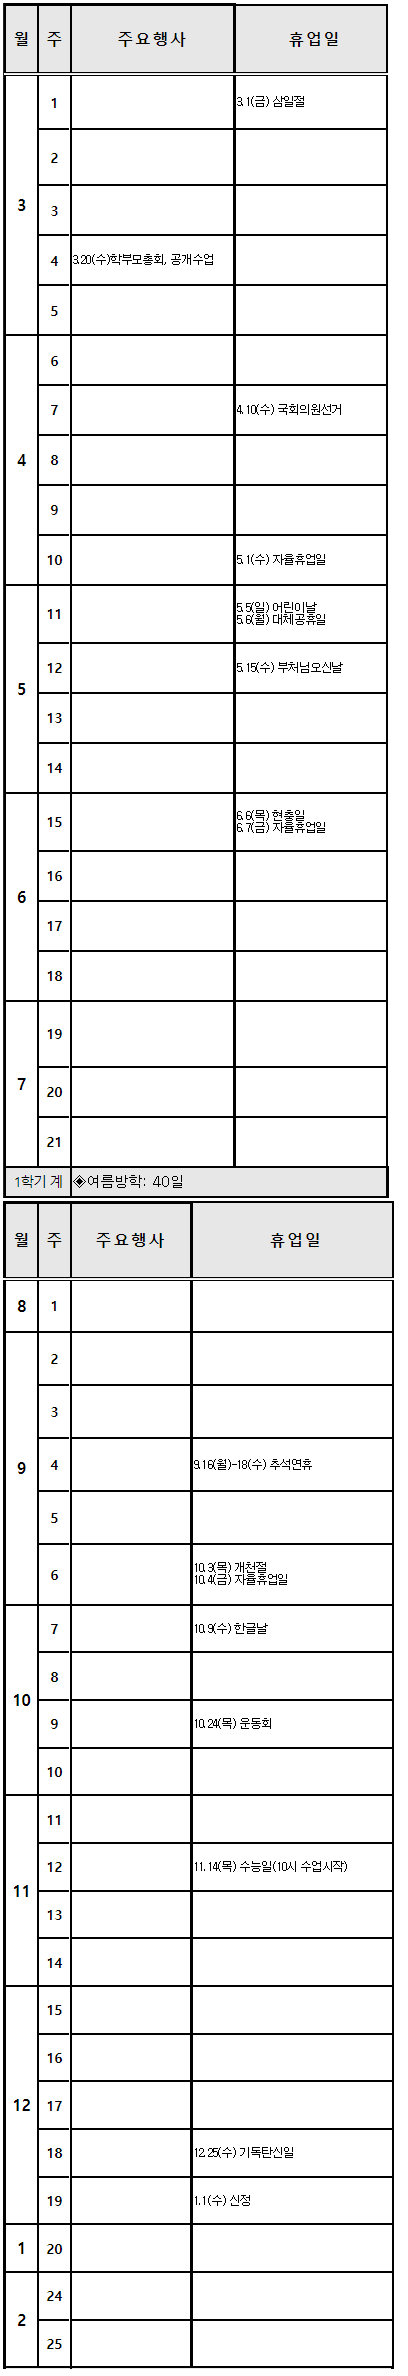 월 주 주요행사 휴업일
3
1 3.1(금) 삼일절
2
3
4 3.20(수)학부모총회, 공개수업
5
4
6
7 4.10(수) 국회의원선거
8
9
10 5.1(수) 자율휴업일
5
11 5.5(일) 어린이날
5.6(월) 대체공휴일
12 5.15(수) 부처님오신날
13
14
6
15 6.6(목) 현충일
6.7(금) 자율휴업일
16
17
18
7
19
20
21
1학기 계 ◈여름방학: 40일
월 주 주요행사 휴업일
8 1
9
2
3
4 9.16(월)-18(수) 추석연휴
5
6 10.3(목) 개천절
10.4(금) 자율휴업일
10
7 10.9(수) 한글날
8
9 10.24(목) 운동회
10
11
11
12 11.14(목) 수능일(10시 수업시작)
13
14
12
15
16
17
18 12.25(수) 기독탄신일
19 1.1(수) 신정
1 20
2
24
25